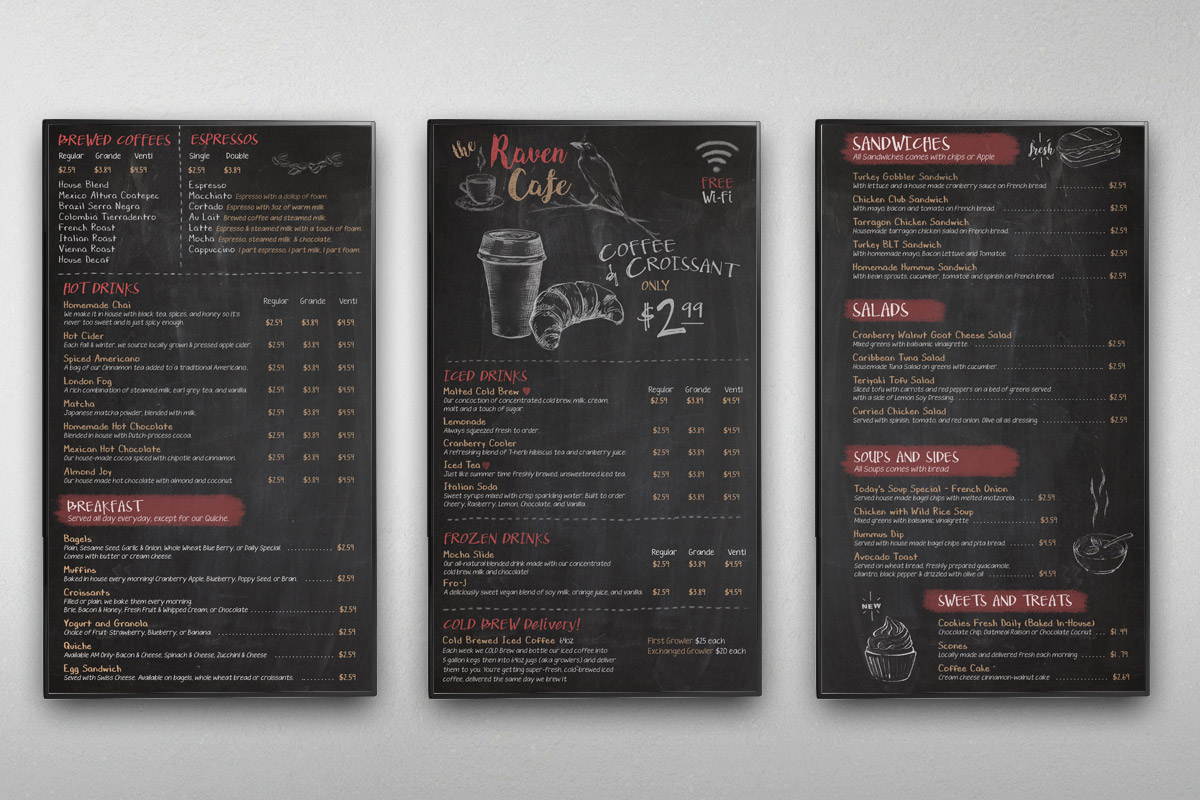 BREWED COFFEES
Regular Grande Venti
$2.59 $3.89 $4.59
House Blend
Mexico Altura Coatepec
Brazil Serra Negra
Colombia Tierradentro
French Roast
Italian Roast
Vienna Roast
House Decaf
ESPRESSOS
Single Double
$2.59 $3.89
Espresso
Macchiato Espresso with a dollop of foam.
Cortado Espresso with 3oz of warm milk
Au Lait Brewed coffee and steamed milk.
Latte Espresso & steamed milk with a touch of foam.
Mocha Espresso, steamed milk & chocolate.
Cappuccino 1 part espresso, 1 part milk, 1 part foam.
HOT DRINKS
Regular Grande Venti
Homemade Chai
We make it in house with black tea, spices, and honey so it's
never too sweet and is just spicy enough. $2.59 $3.89 $4.59
Hot Cider
Each fall & winter, we source locally grown & pressed apple cider. $2.59 $3.89 $4.59
Spiced Americano
A bag of our Cinnamon tea added to a traditional Americano. $2.59 $3.89 $4.59
London Fog
A rich combination of steamed milk, earl grey tea, and vanilla. $2.59 $3.89 $4.59
Matcha
Japanese matcha powder, blended with milk. $2.59 $3.89 $4.59
Homemade Hot Chocolate
Blended in house with Dutch-process cocoa. $2.59 $3.89 $4.59
Mexican Hot Chocolate
Our house-made cocoa spiced with chipotle and cinnamon. $2.59 $3.89 $4.59
Almond Joy
Our house made hot chocolate with almond and coconut. $2.59 $3.89 $4.59
BREAKFAST
Served all day everyday, except for our Quiche.
Bagels
Plain, Sesame Seed, Garlic & Onion, Whole Wheat, Blue Berry, or Daily Special $2.59
Comes with butter or cream cheese.
Muffins
Baked in house every morning! Cranberry Apple, Blueberry, Poppy Seed, or Bran. $2.59
Croissants
Filled or plain, we bake them every morning.
Brie, Bacon & Honey, Fresh Fruit & Whipped Cream, or Chocolate $2.59
Yogurt and Granola
Choice of Fruit- Strawberry, Blueberry, or Banana. $2.59
Quiche
Available AM Only- Bacon & Cheese, Spinach & Cheese, Zucchini & Cheese $2.59
Egg Sandwich
Seved with Swiss Cheese. Available on bagels, whole wheat bread or croissants. $2.59
the Raven
Cafe
FREE
Wi-Fi
COFFEE
& CROISSANT
ONLY
$2.99
ICED DRINKS
Malted Cold Brew Regular Grande Venti
Our concoction of concentrated cold brew, milk, cream, $2.59 $3.89 $4.59
malt and a touch of sugar
Lemonade
Always squeezed fresh to order. $2.59 $3.89 $4.59
Cranberry Cooler
A refreshing blend of T-herb hibiscus tea and cranberry juice. $2.59 $3.89 $4.59
Iced Tea
Just like summer time freshly brewed, unsweetened iced tea. $2.59 $3.89 $4.59
Italian Soda
Sweet syrups mixed with crisp sparkling water. Built to order. $2.59 $3.89 $4.59
Cheery, Rasberry, Lemon, Chocolate, and Vanilla
FROZEN DRINKS
Mocha Slide Regular Grande Venti
Our all-natural blended drink made with our concentrated $2.59 $3.89 $4.59
cold brew, milk and chocolate!
Fro-J
A deliciously sweet vegan blend of soy milk, orange juice, and vanilla. $2.59 $3.89 $4.59
COLD BREW Delivery!
Cold Brewed Iced Coffee 64oz
Each week we COLD Brew and bottle our iced coffee into
5 gallon kegs then into 64oz jugs (aka growlers) and deliver
them to you. You're getting super-fresh, cold-brewed iced
coffee, delivered the same day we brew it.
First Growler $25 each
Exchanged Growler $20 each
SANDWICHES
All Sandwiches comes with chips or Apple
fresh
Turkey Gobbler Sandwich
With lettuce and a house made cranberry sauce on French bread. $2.59
Chicken Club Sandwich
With mayo, bacon and tomato on French bread. $2.59
Tarragon Chicken Sandwich
Housemade tarragon chicken salad on French bread. $2.59
Turkey BLT Sandwich
With homemade mayo, Bacon Lettuce and Tomatoe $2.59
Homemade Hummus Sandwich
With bean sprouts, cucumber, tomatoe and spinish on French bread. $2.59
SALADS
Cranberry Walnut Goat Cheese Salad
Mixed greens with balsamic vinaigrette $2.59
Caribbean Tuna Salad
Housemade Tuna Salad on greens with cucumber. $2.59
Teriyaki Tofu Salad
Sliced tofu with carrots and red peppers on a bed of greens served
with a side of Lemon Soy Dressing $2.59
Curried Chicken Salad
Served with spinish, tomato, and red onion. Olive oil as dressing $2.59
SOUPS AND SIDES
All Soups comes with bread
Today's Soup Special - French Onion
Served house made bagel chips with melted motzorella $2.59
Chicken with Wild Rice Soup
Mixed greens with balsamic vinaigrette $3.59
Hummus Dip
Served with house made bagel chips and pita bread. $4.59
Avocado Toast
Served on wheat bread, freshly prepared guacamole,
cilantro, black pepper & drizzled with olive oil $4.59
NEW
SWEETS AND TREATS
Cookies Fresh Daily (Baked In-House)
Chocolate Chip, Oatmeal Raison or Chocolate Cocnut $1.99
Scones
Locally made and delivered fresh each morning $1.79
Coffee Cake
Cream cheese cinnamon-walnut cake $2.69